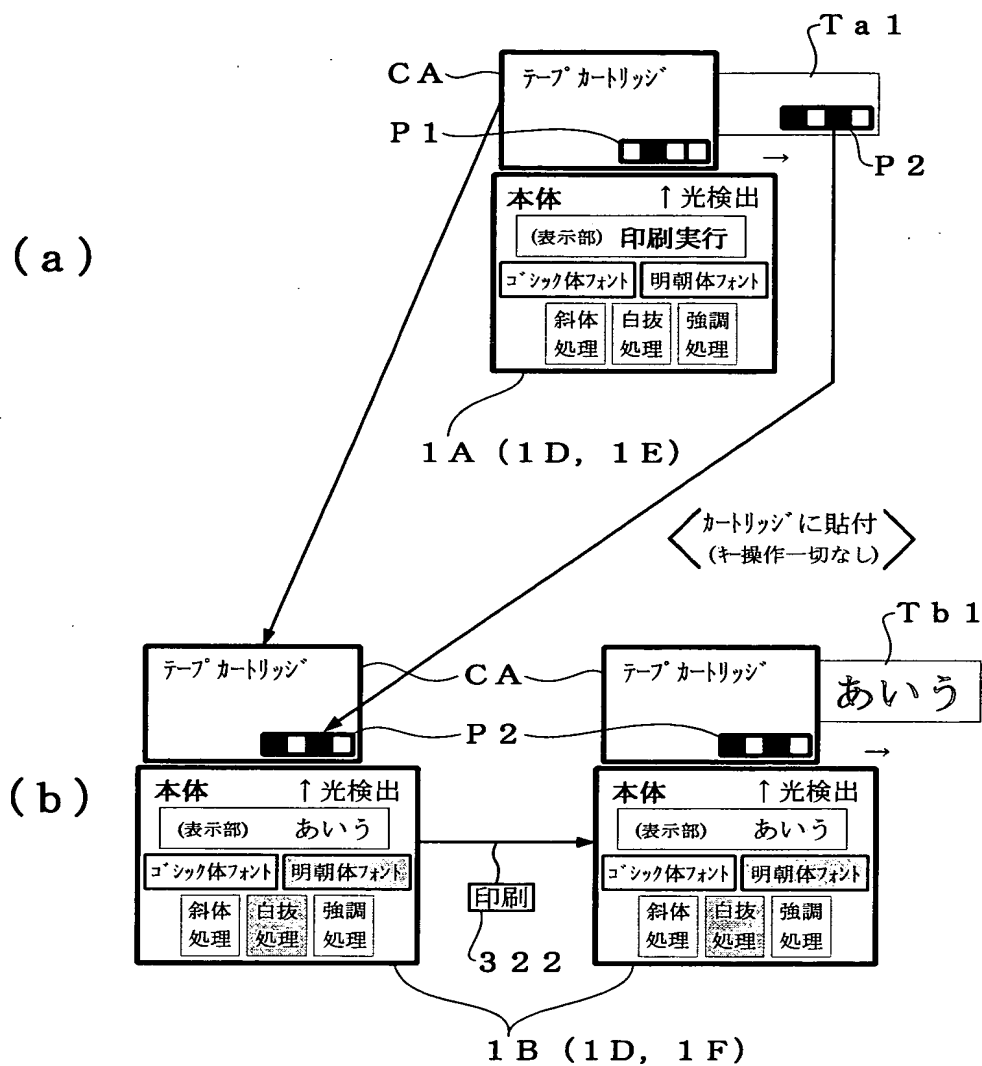 Ｔａ１
ＣＡ
テープカートリッジ
Ｐ１
→
Ｐ２
本体 ↑光検出
(表示部) 印刷実行
ゴシック体フォント 明朝体フォント
斜体処理 白抜処理 強調処理
(a)
１Ａ（１Ｄ，１Ｅ）
カートリッジに貼付
(キー操作一切なし)
Ｔｂ１
テープカートリッジ
ＣＡ
テープカートリッジ
あいう
Ｐ２
→
(b)
本体 ↑光検出
(表示部) あいう
ゴシック体フォント 明朝体フォント
斜体処理 白抜処理 強調処理
印刷
３２２
本体 ↑光検出
(表示部) あいう
ゴシック体フォント 明朝体フォント
斜体処理 白抜処理 強調処理
１Ｂ（１Ｄ，１Ｆ）